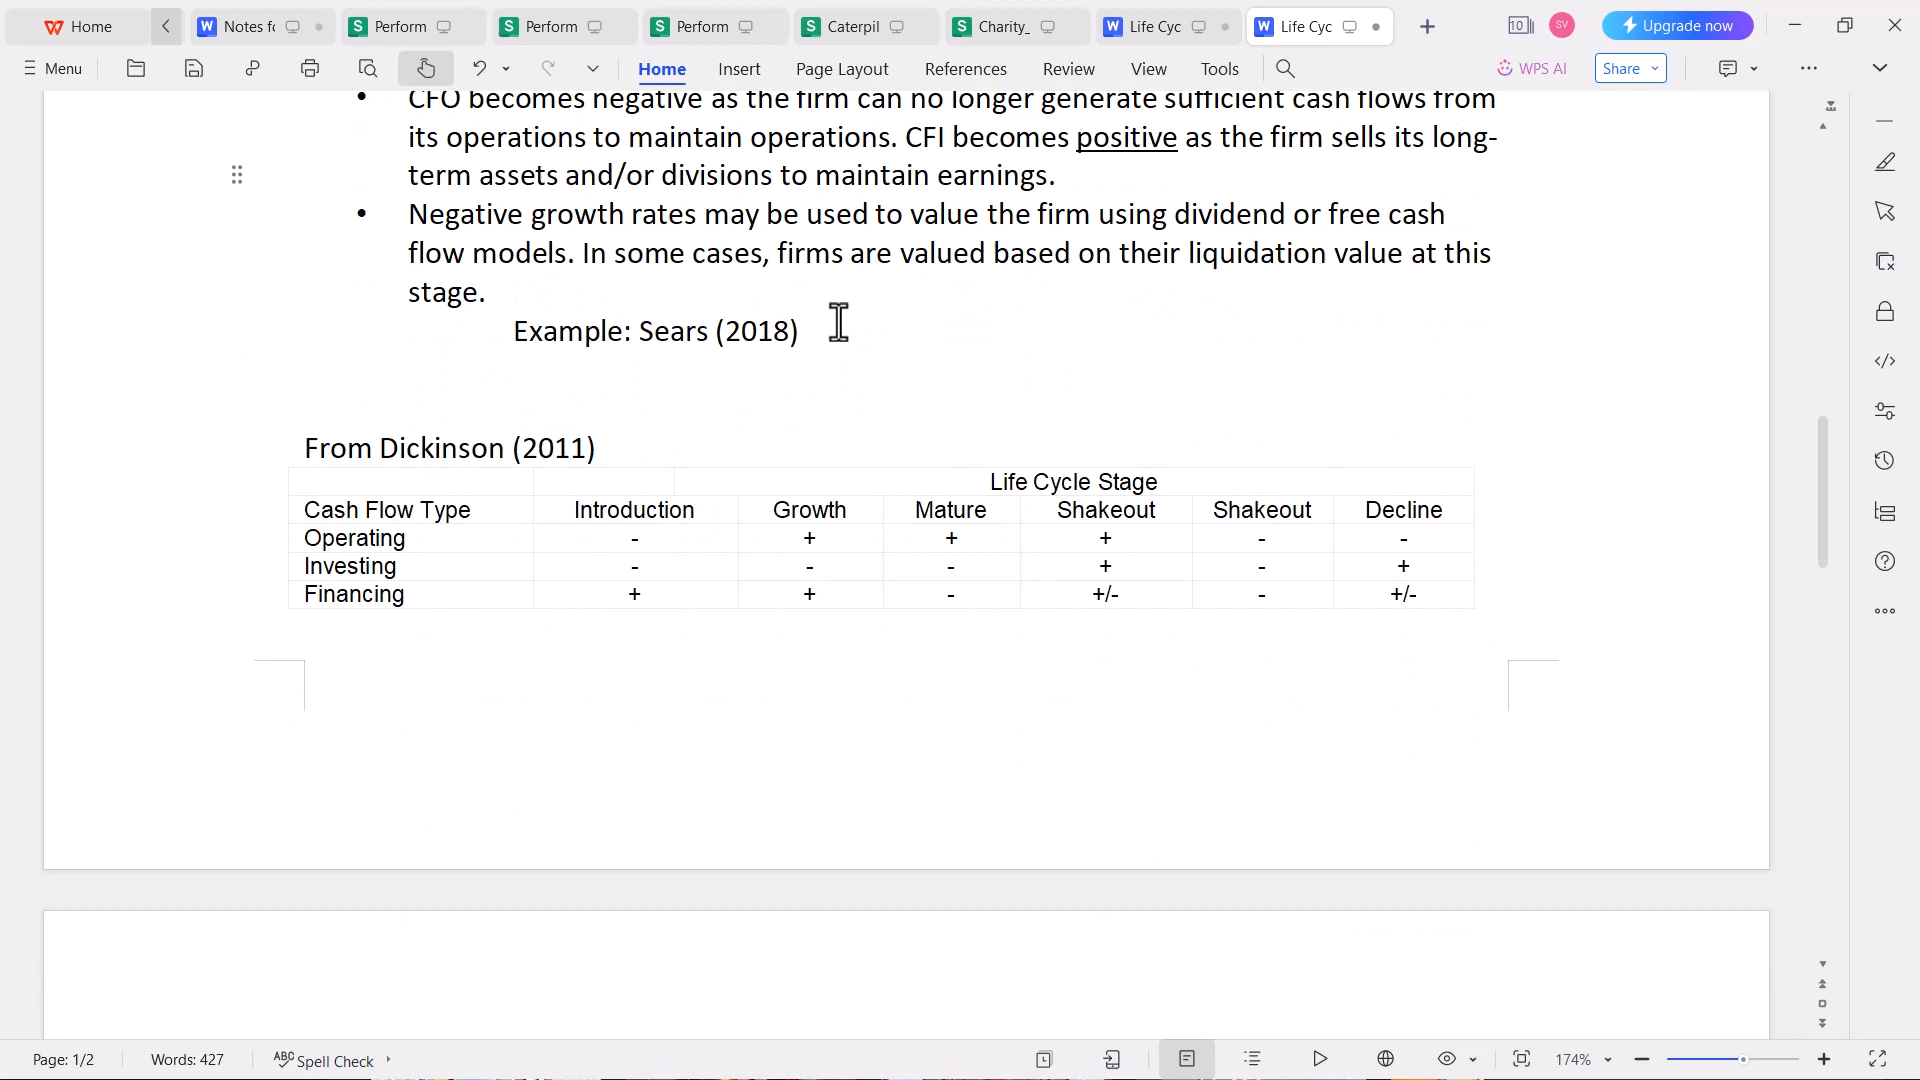 Home Notes fo Perform Perform Perform Caterpil Charity_ Life Cyc Life Cyc 10 SV Upgrade now
Menu Home Insert Page Layout References Review View Tools WPS AI Share
• CFO becomes negative as the firm can no longer generate sufficient cash flows from
its operations to maintain operations. CFI becomes positive as the firm sells its long-
term assets and/or divisions to maintain earnings.
• Negative growth rates may be used to value the firm using dividend or free cash
flow models. In some cases, firms are valued based on their liquidation value at this
stage.
Example: Sears (2018)
From Dickinson (2011)
Life Cycle Stage
Cash Flow Type Introduction Growth Mature Shakeout Shakeout Decline
Operating - + + + - -
Investing - - - + - +
Financing + + - +/- - +/-
Page: 1/2 Words: 427 ABC Spell Check 174%